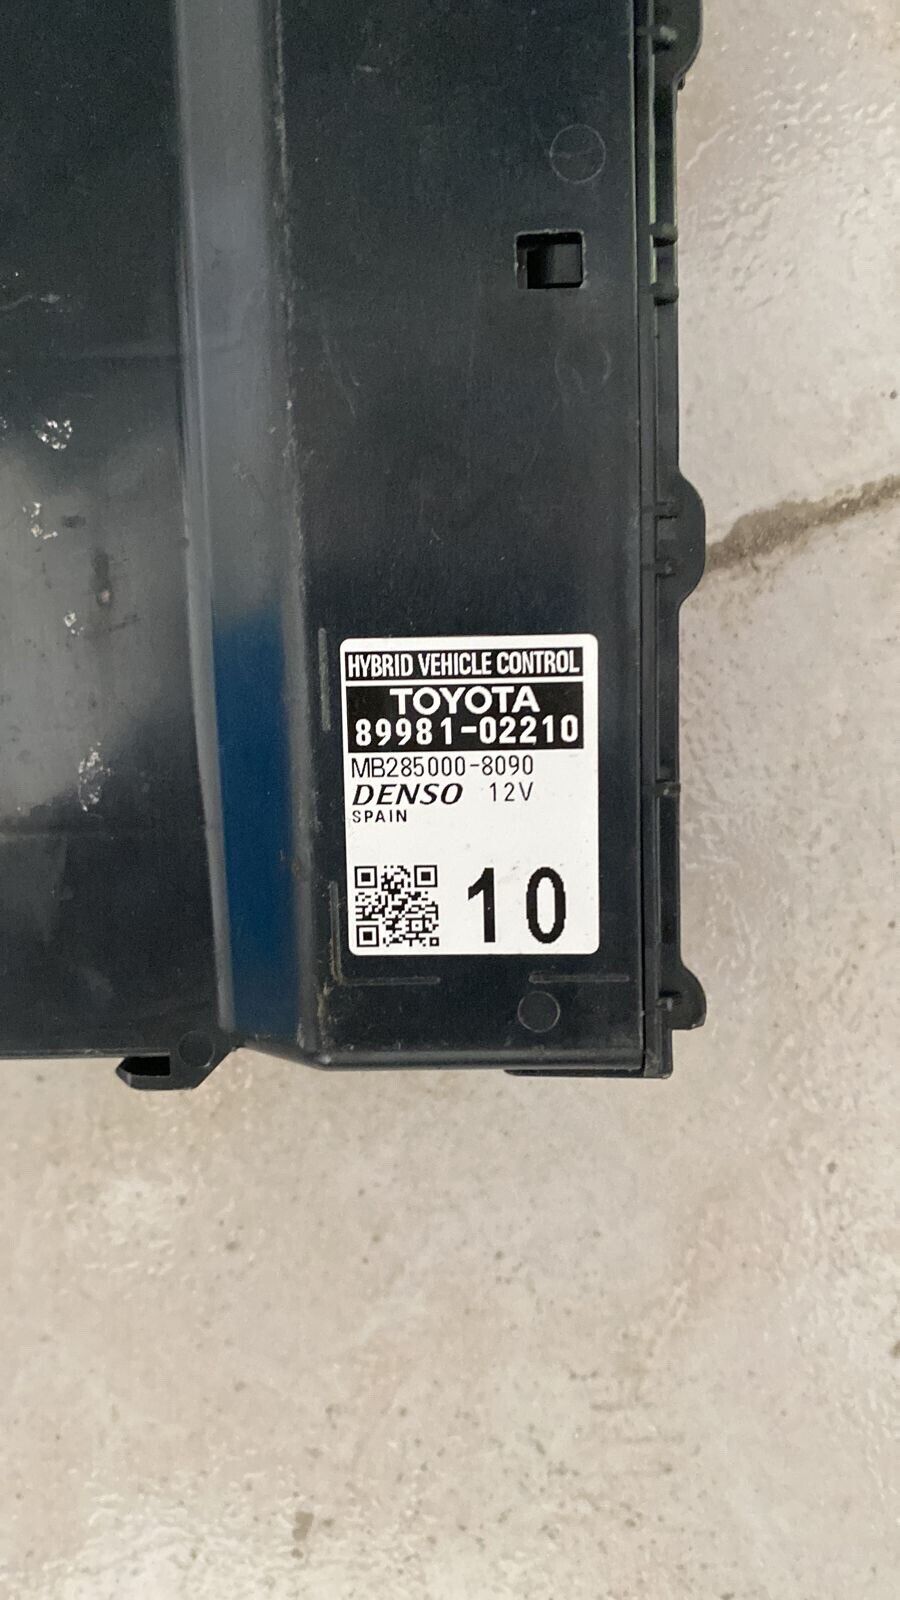 HYBRID VEHICLE CONTROL
TOYOTA
89981-02210
MB285000-8090
DENSO 12V
SPAIN
10